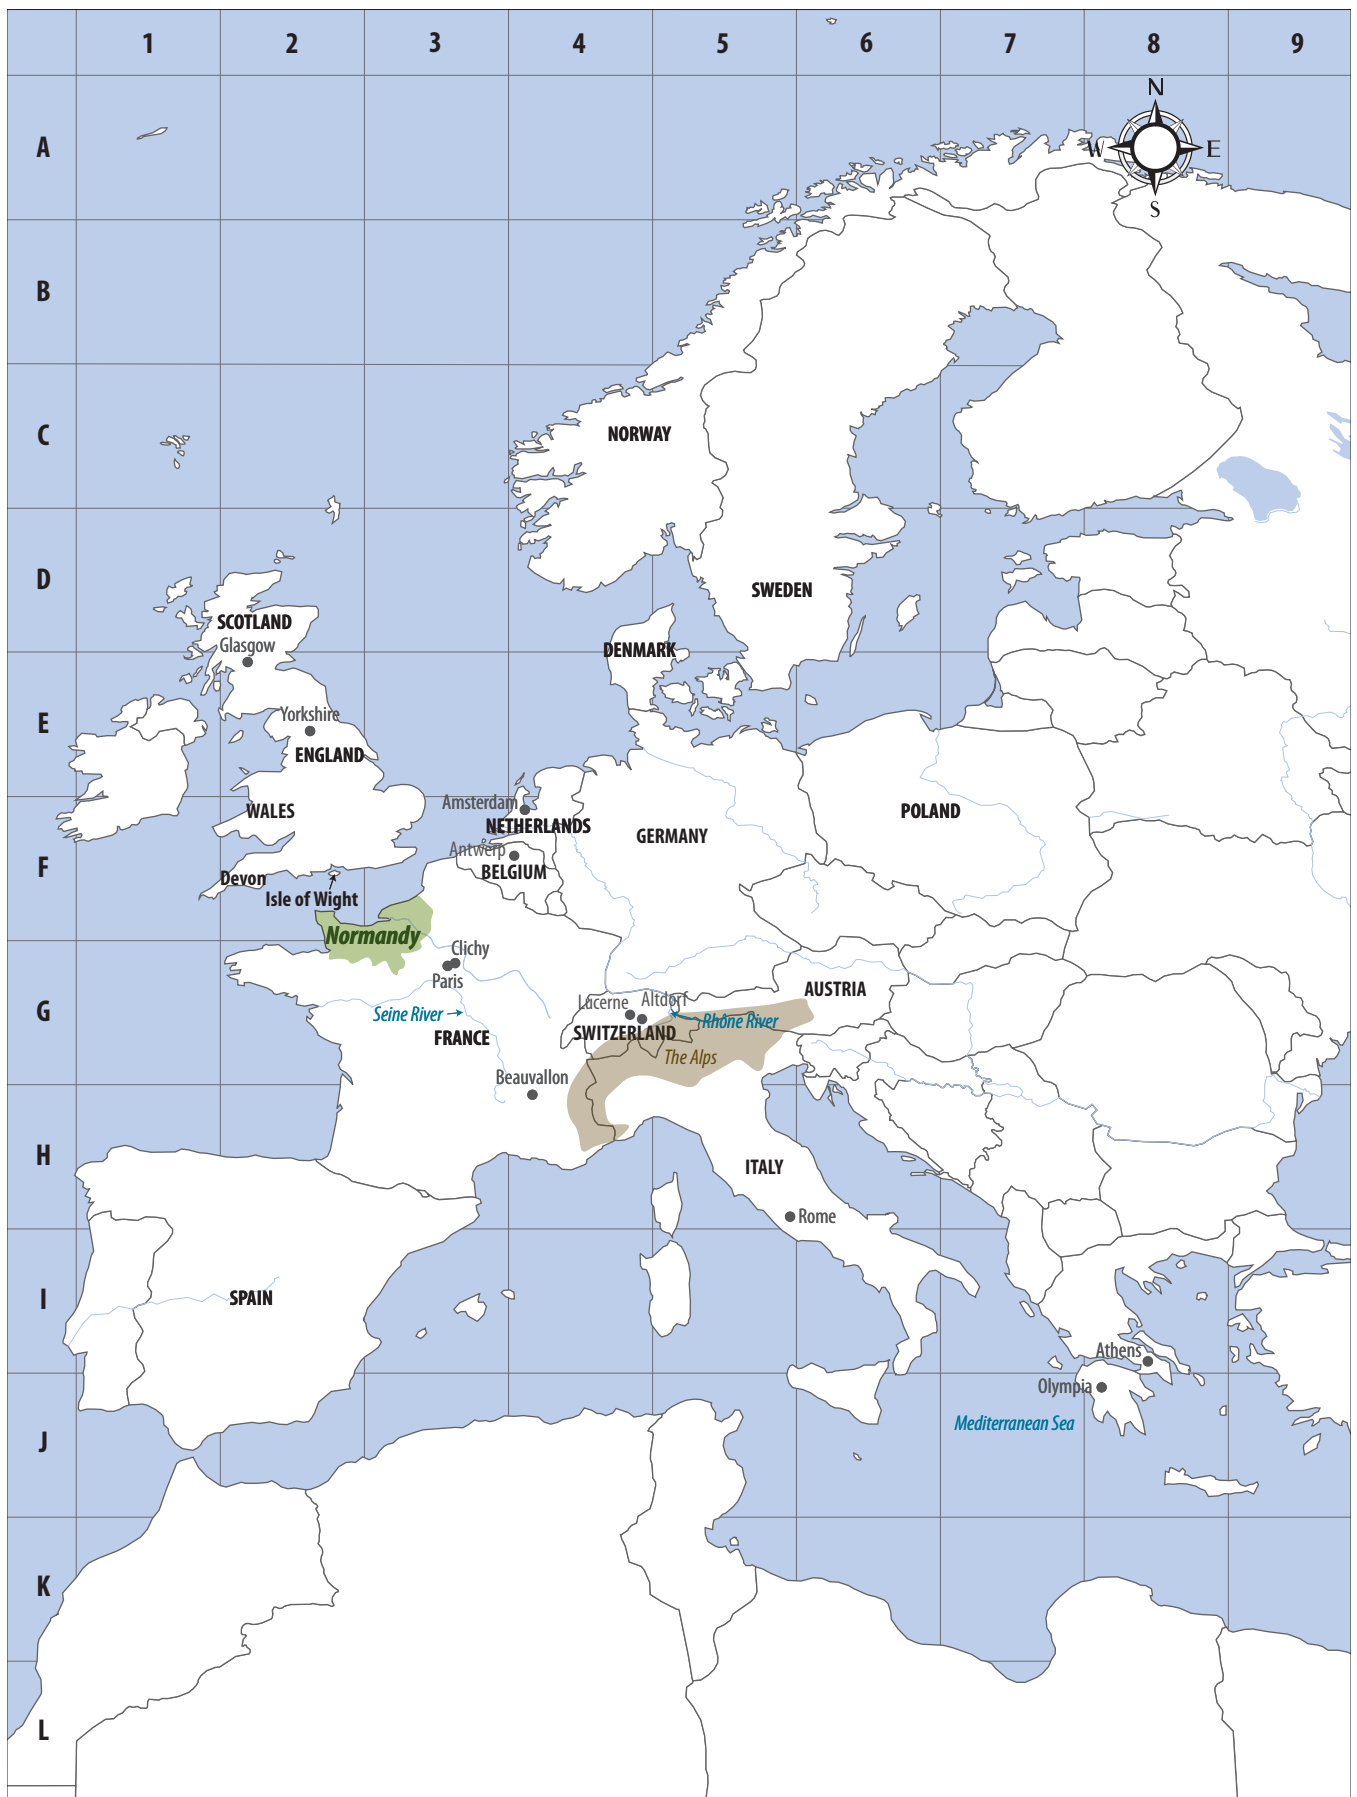 1 2 3 4 5 6 7 8 9
N
A
W E
S
B
C
NORWAY
D
SWEDEN
SCOTLAND
Glasgow
DENMARK
E
Yorkshire
ENGLAND
Amsterdam
WALES
POLAND
NETHERLANDS
GERMANY
Antwerp
F
BELGIUM
Devon
Isle of Wight
Normandy
Clichy
Paris
AUSTRIA
Lucerne
Altdorf
G
Seine River
Rhône River
SWITZERLAND
FRANCE
The Alps
Beauvallon
H
ITALY
Rome
I
SPAIN
Athens
Olympia
Mediterranean Sea
J
K
L